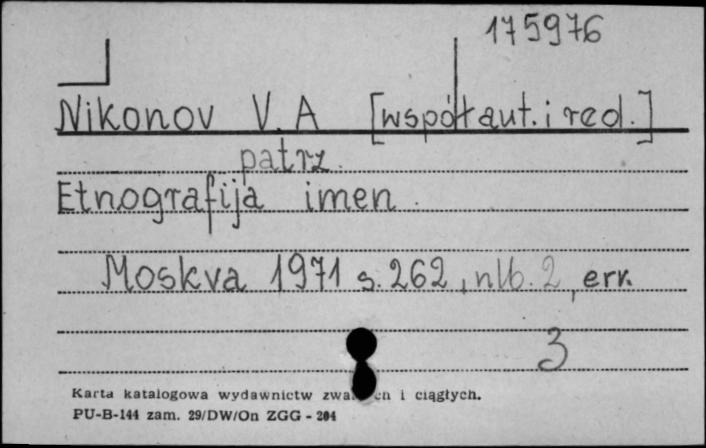 175976
Nikonov V. A [współaut. i red.]
patrz.
Etnografija imen.
Moskva 1971 s. 262, nlb. 2, err.
3
Karta katalogowa wydawnictw i ciągłych.
PU-B-144 zam. 29/DW/On ZGG - 204